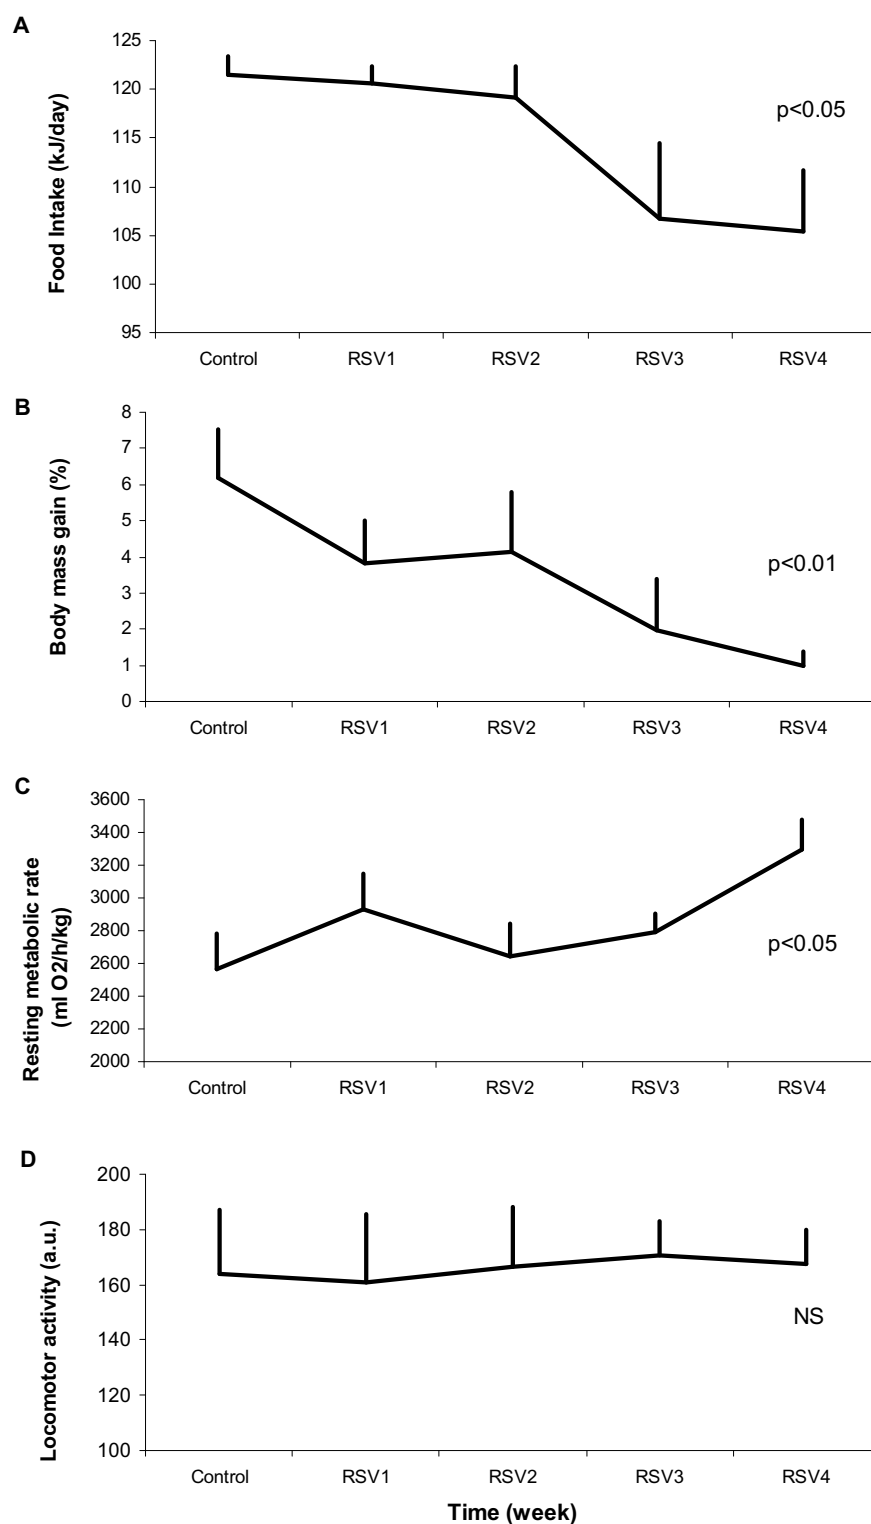 A
Food Intake (kJ/day)
125
120
115
110
105
100
95
p<0.05
Control RSV1 RSV2 RSV3 RSV4
B
Body mass gain (%)
8
7
6
5
4
3
2
1
0
p<0.01
Control RSV1 RSV2 RSV3 RSV4
C
Resting metabolic rate
(ml O2/h/kg)
3600
3400
3200
3000
2800
2600
2400
2200
2000
p<0.05
Control RSV1 RSV2 RSV3 RSV4
D
Locomotor activity (a.u.)
200
180
160
140
120
100
NS
Control RSV1 RSV2 RSV3 RSV4
Time (week)